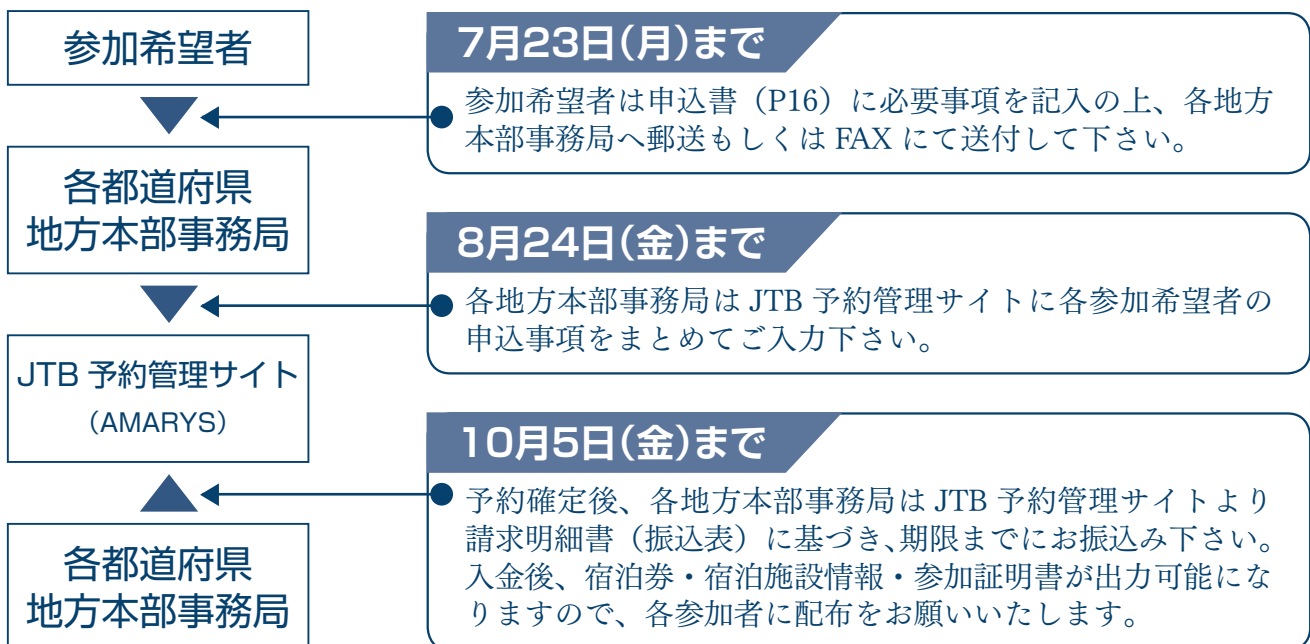 参加希望者
7月23日(月)まで
参加希望者は申込書（P16）に必要事項を記入の上、各地方
本部事務局へ郵送もしくは FAX にて送付して下さい。
各都道府県
地方本部事務局
8月24日(金)まで
各地方本部事務局は JTB 予約管理サイトに各参加希望者の
申込事項をまとめてご入力下さい。
JTB 予約管理サイト
（AMARYS）
10月5日(金)まで
予約確定後、各地方本部事務局は JTB 予約管理サイトより
請求明細書（振込表）に基づき、期限までにお振込み下さい。
入金後、宿泊券・宿泊施設情報・参加証明書が出力可能にな
りますので、各参加者に配布をお願いいたします。
各都道府県
地方本部事務局